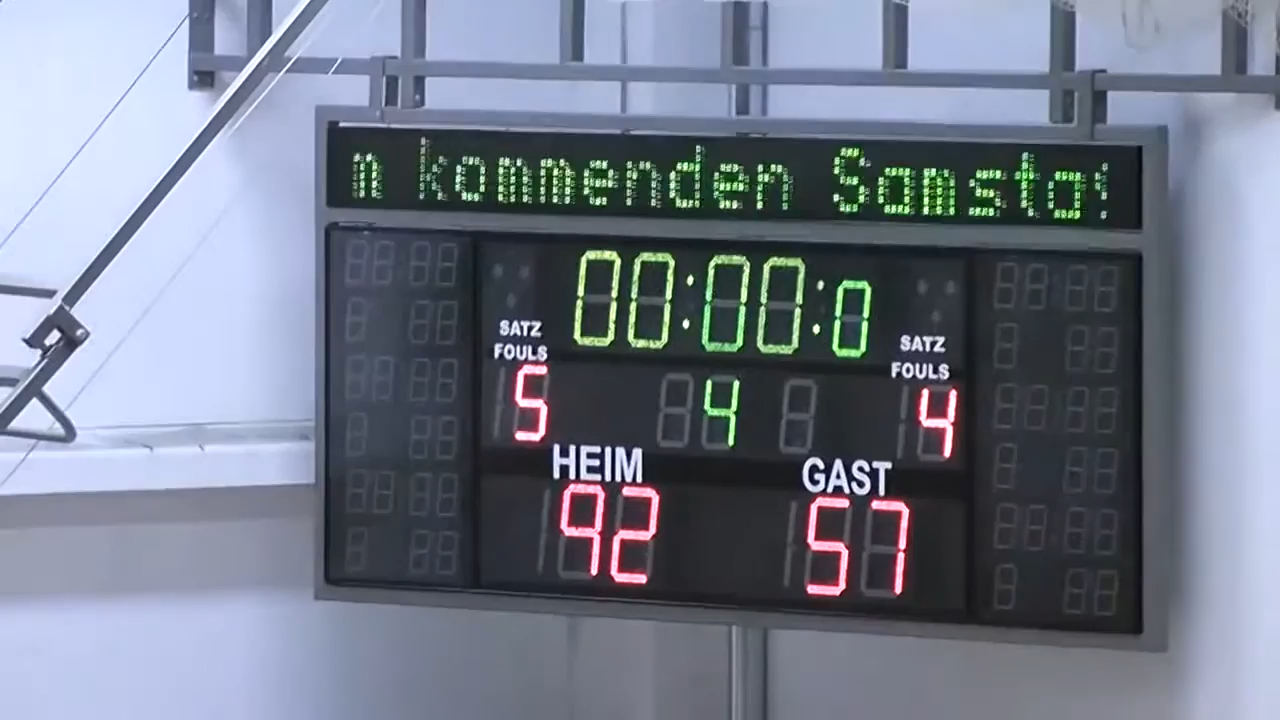 m kommenden Samsta
00:00:0
SATZ FOULS
SATZ FOULS
5 4 4
HEIM GAST
92 57